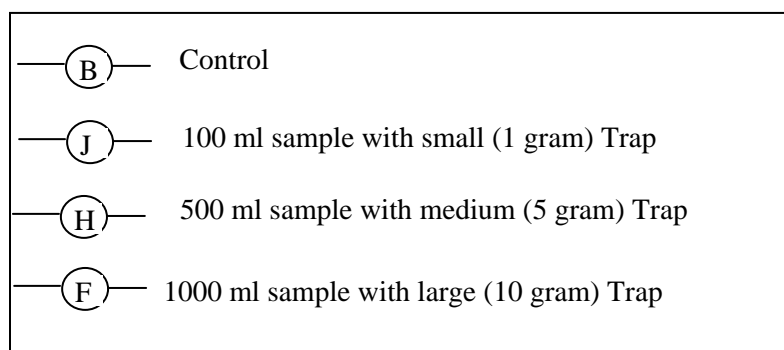 B Control
J 100 ml sample with small (1 gram) Trap
H 500 ml sample with medium (5 gram) Trap
F 1000 ml sample with large (10 gram) Trap